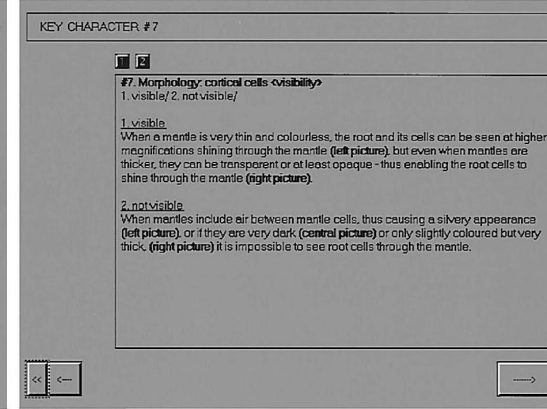 KEY CHARACTER #7
1 2
#7. Morphology: cortical cells <visibility>
1. visible/ 2. not visible/
1. visible
When a mantle is very thin and colourless, the root and its cells can be seen at higher
magnifications shining through the mantle (left picture), but even when mantles are
thicker, they can be transparent or at least opaque - thus enabling the root cells to
shine through the mantle (right picture).
2. not visible
When mantles include air between mantle cells, thus causing a silvery appearance
(left picture), or if they are very dark (central picture) or only slightly coloured but very
thick, (right picture) it is impossible to see root cells through the mantle.
<< <--- ---->